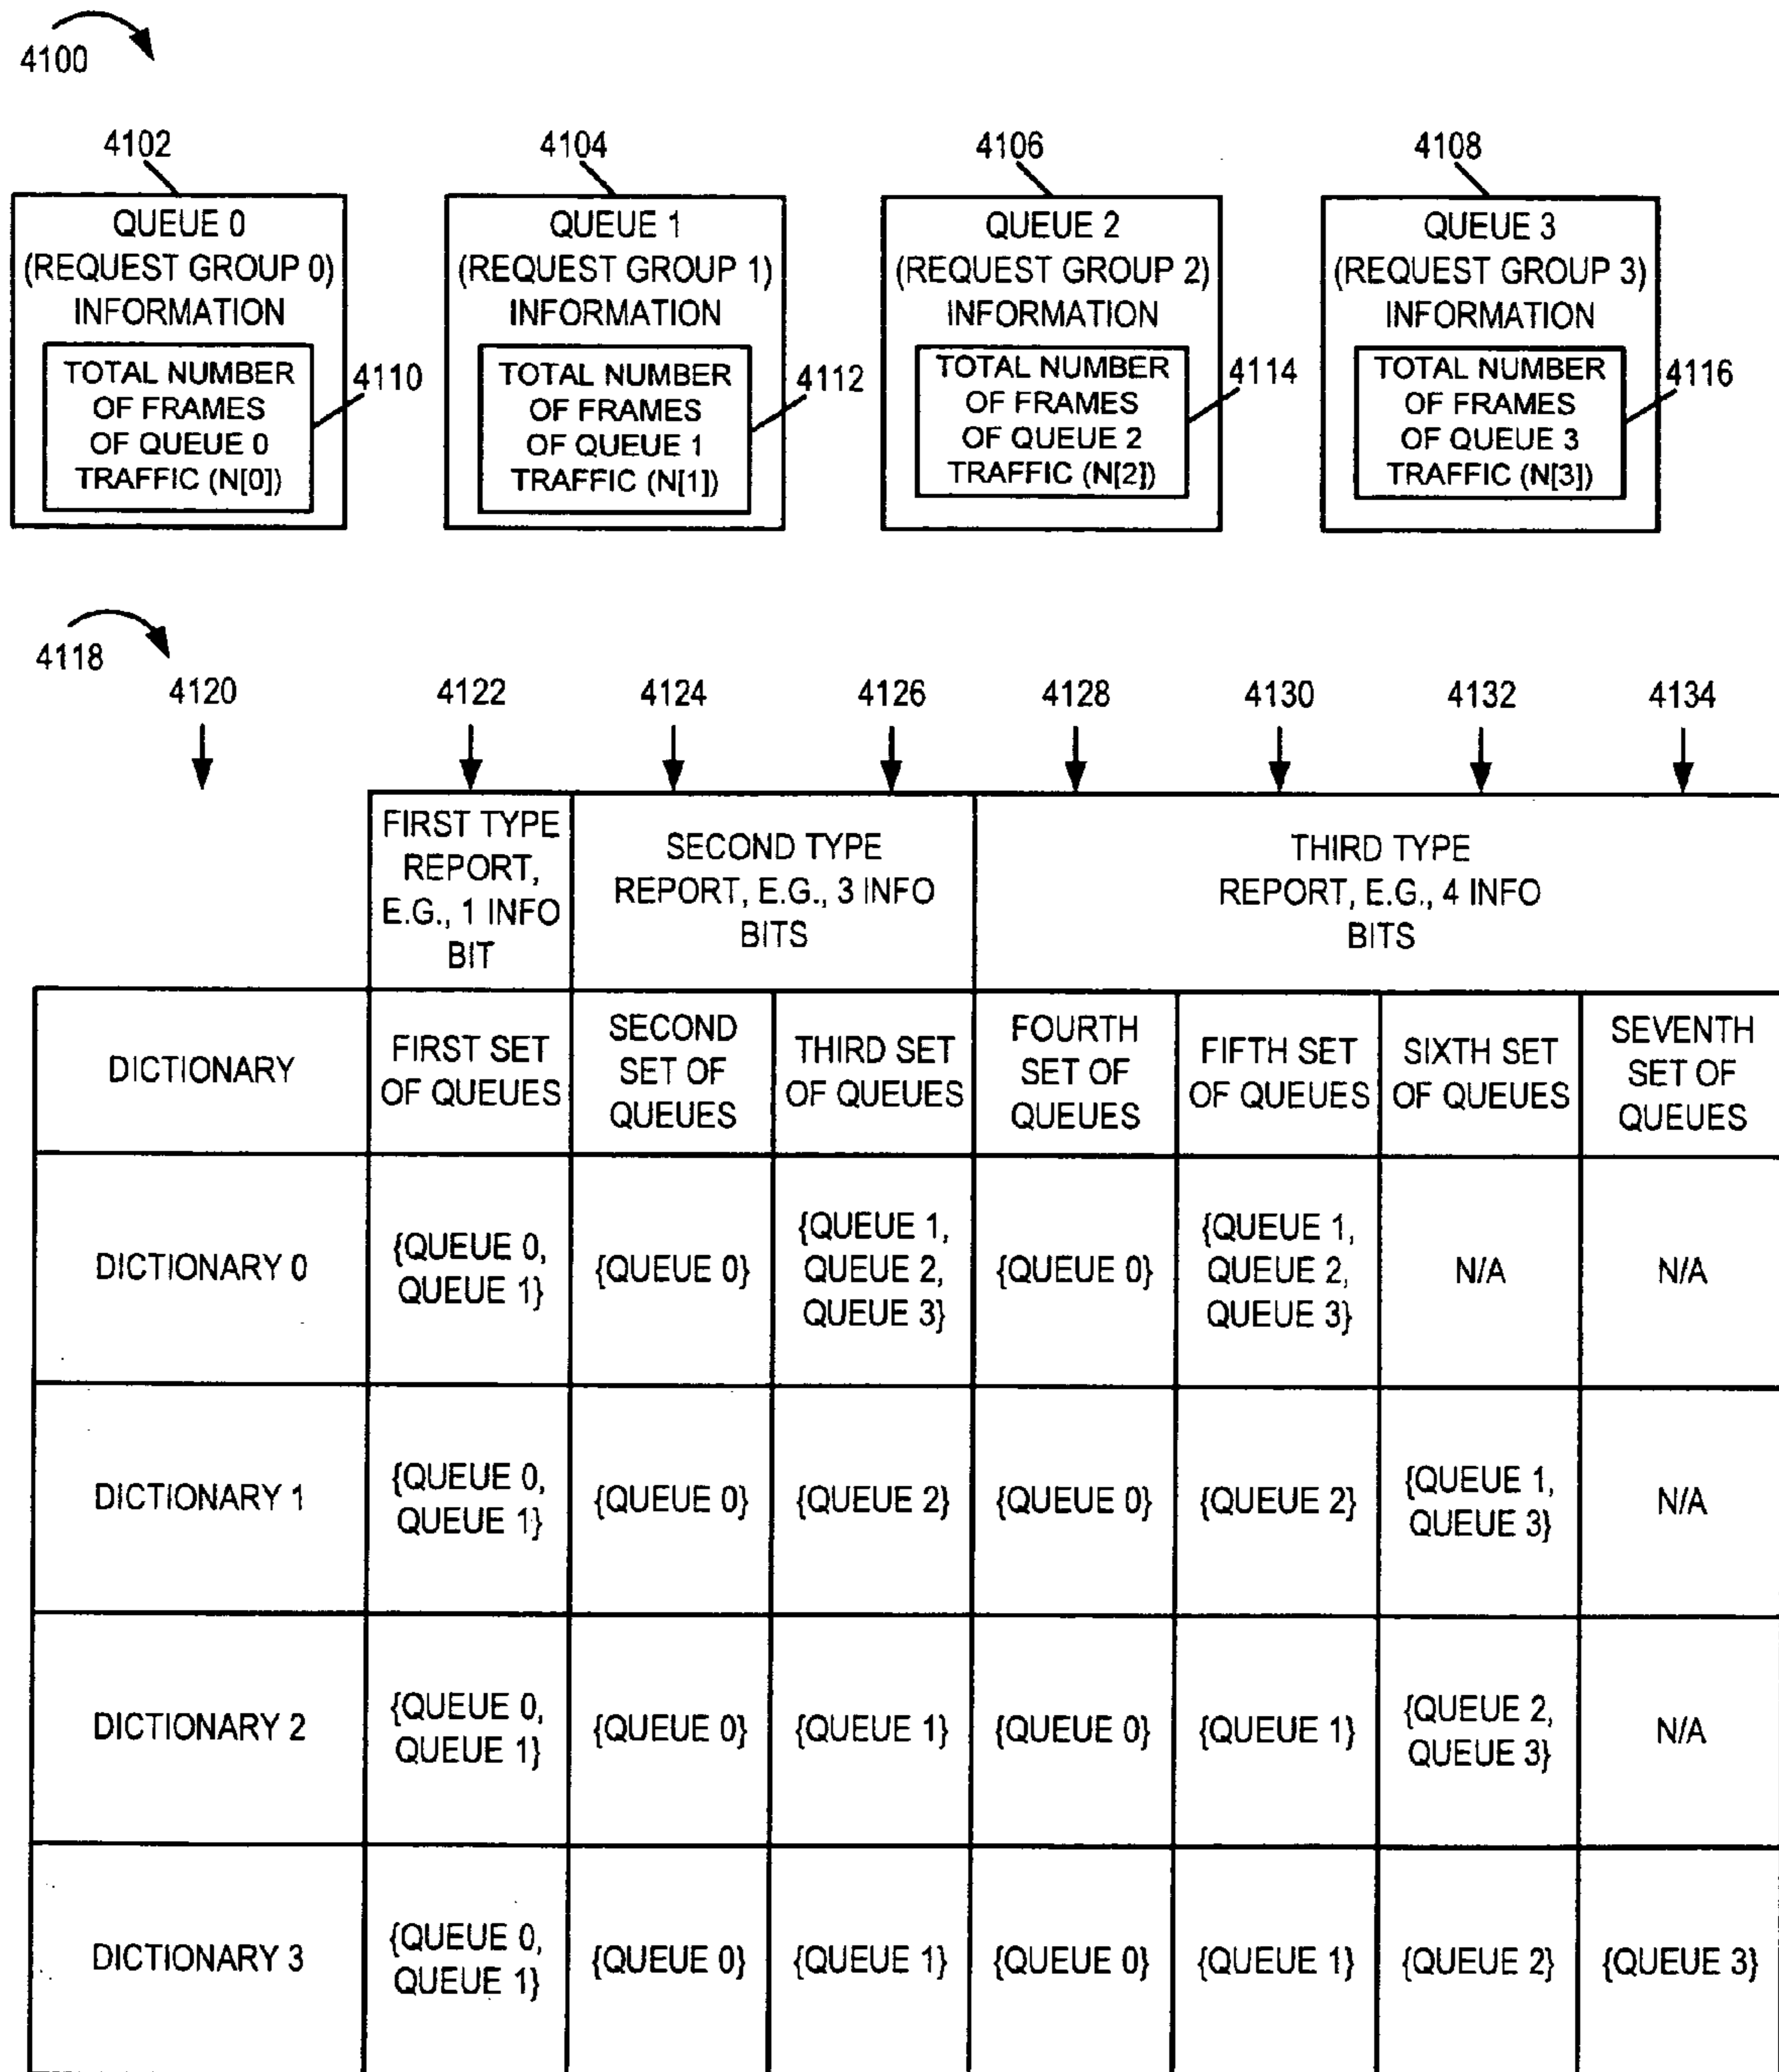 4100
4102
4104
4106
4108
QUEUE 0
(REQUEST GROUP 0)
INFORMATION
TOTAL NUMBER
OF FRAMES
OF QUEUE 0
TRAFFIC (N[0])
4110
QUEUE 1
(REQUEST GROUP 1)
INFORMATION
TOTAL NUMBER
OF FRAMES
OF QUEUE 1
TRAFFIC (N[1])
4112
QUEUE 2
(REQUEST GROUP 2)
INFORMATION
TOTAL NUMBER
OF FRAMES
OF QUEUE 2
TRAFFIC (N[2])
4114
QUEUE 3
(REQUEST GROUP 3)
INFORMATION
TOTAL NUMBER
OF FRAMES
OF QUEUE 3
TRAFFIC (N[3])
4116
4118
4120
4122
4124
4126
4128
4130
4132
4134
FIRST TYPE
REPORT,
E.G., 1 INFO
BIT
SECOND TYPE
REPORT, E.G., 3 INFO
BITS
THIRD TYPE
REPORT, E.G., 4 INFO
BITS
DICTIONARY
FIRST SET
OF QUEUES
SECOND
SET OF
QUEUES
THIRD SET
OF QUEUES
FOURTH
SET OF
QUEUES
FIFTH SET
OF QUEUES
SIXTH SET
OF QUEUES
SEVENTH
SET OF
QUEUES
DICTIONARY 0
{QUEUE 0,
QUEUE 1}
{QUEUE 0}
{QUEUE 1,
QUEUE 2,
QUEUE 3}
{QUEUE 0}
{QUEUE 1,
QUEUE 2,
QUEUE 3}
N/A
N/A
DICTIONARY 1
{QUEUE 0,
QUEUE 1}
{QUEUE 0}
{QUEUE 2}
{QUEUE 0}
{QUEUE 2}
{QUEUE 1,
QUEUE 3}
N/A
DICTIONARY 2
{QUEUE 0,
QUEUE 1}
{QUEUE 0}
{QUEUE 1}
{QUEUE 0}
{QUEUE 1}
{QUEUE 2,
QUEUE 3}
N/A
DICTIONARY 3
{QUEUE 0,
QUEUE 1}
{QUEUE 0}
{QUEUE 1}
{QUEUE 0}
{QUEUE 1}
{QUEUE 2}
{QUEUE 3}